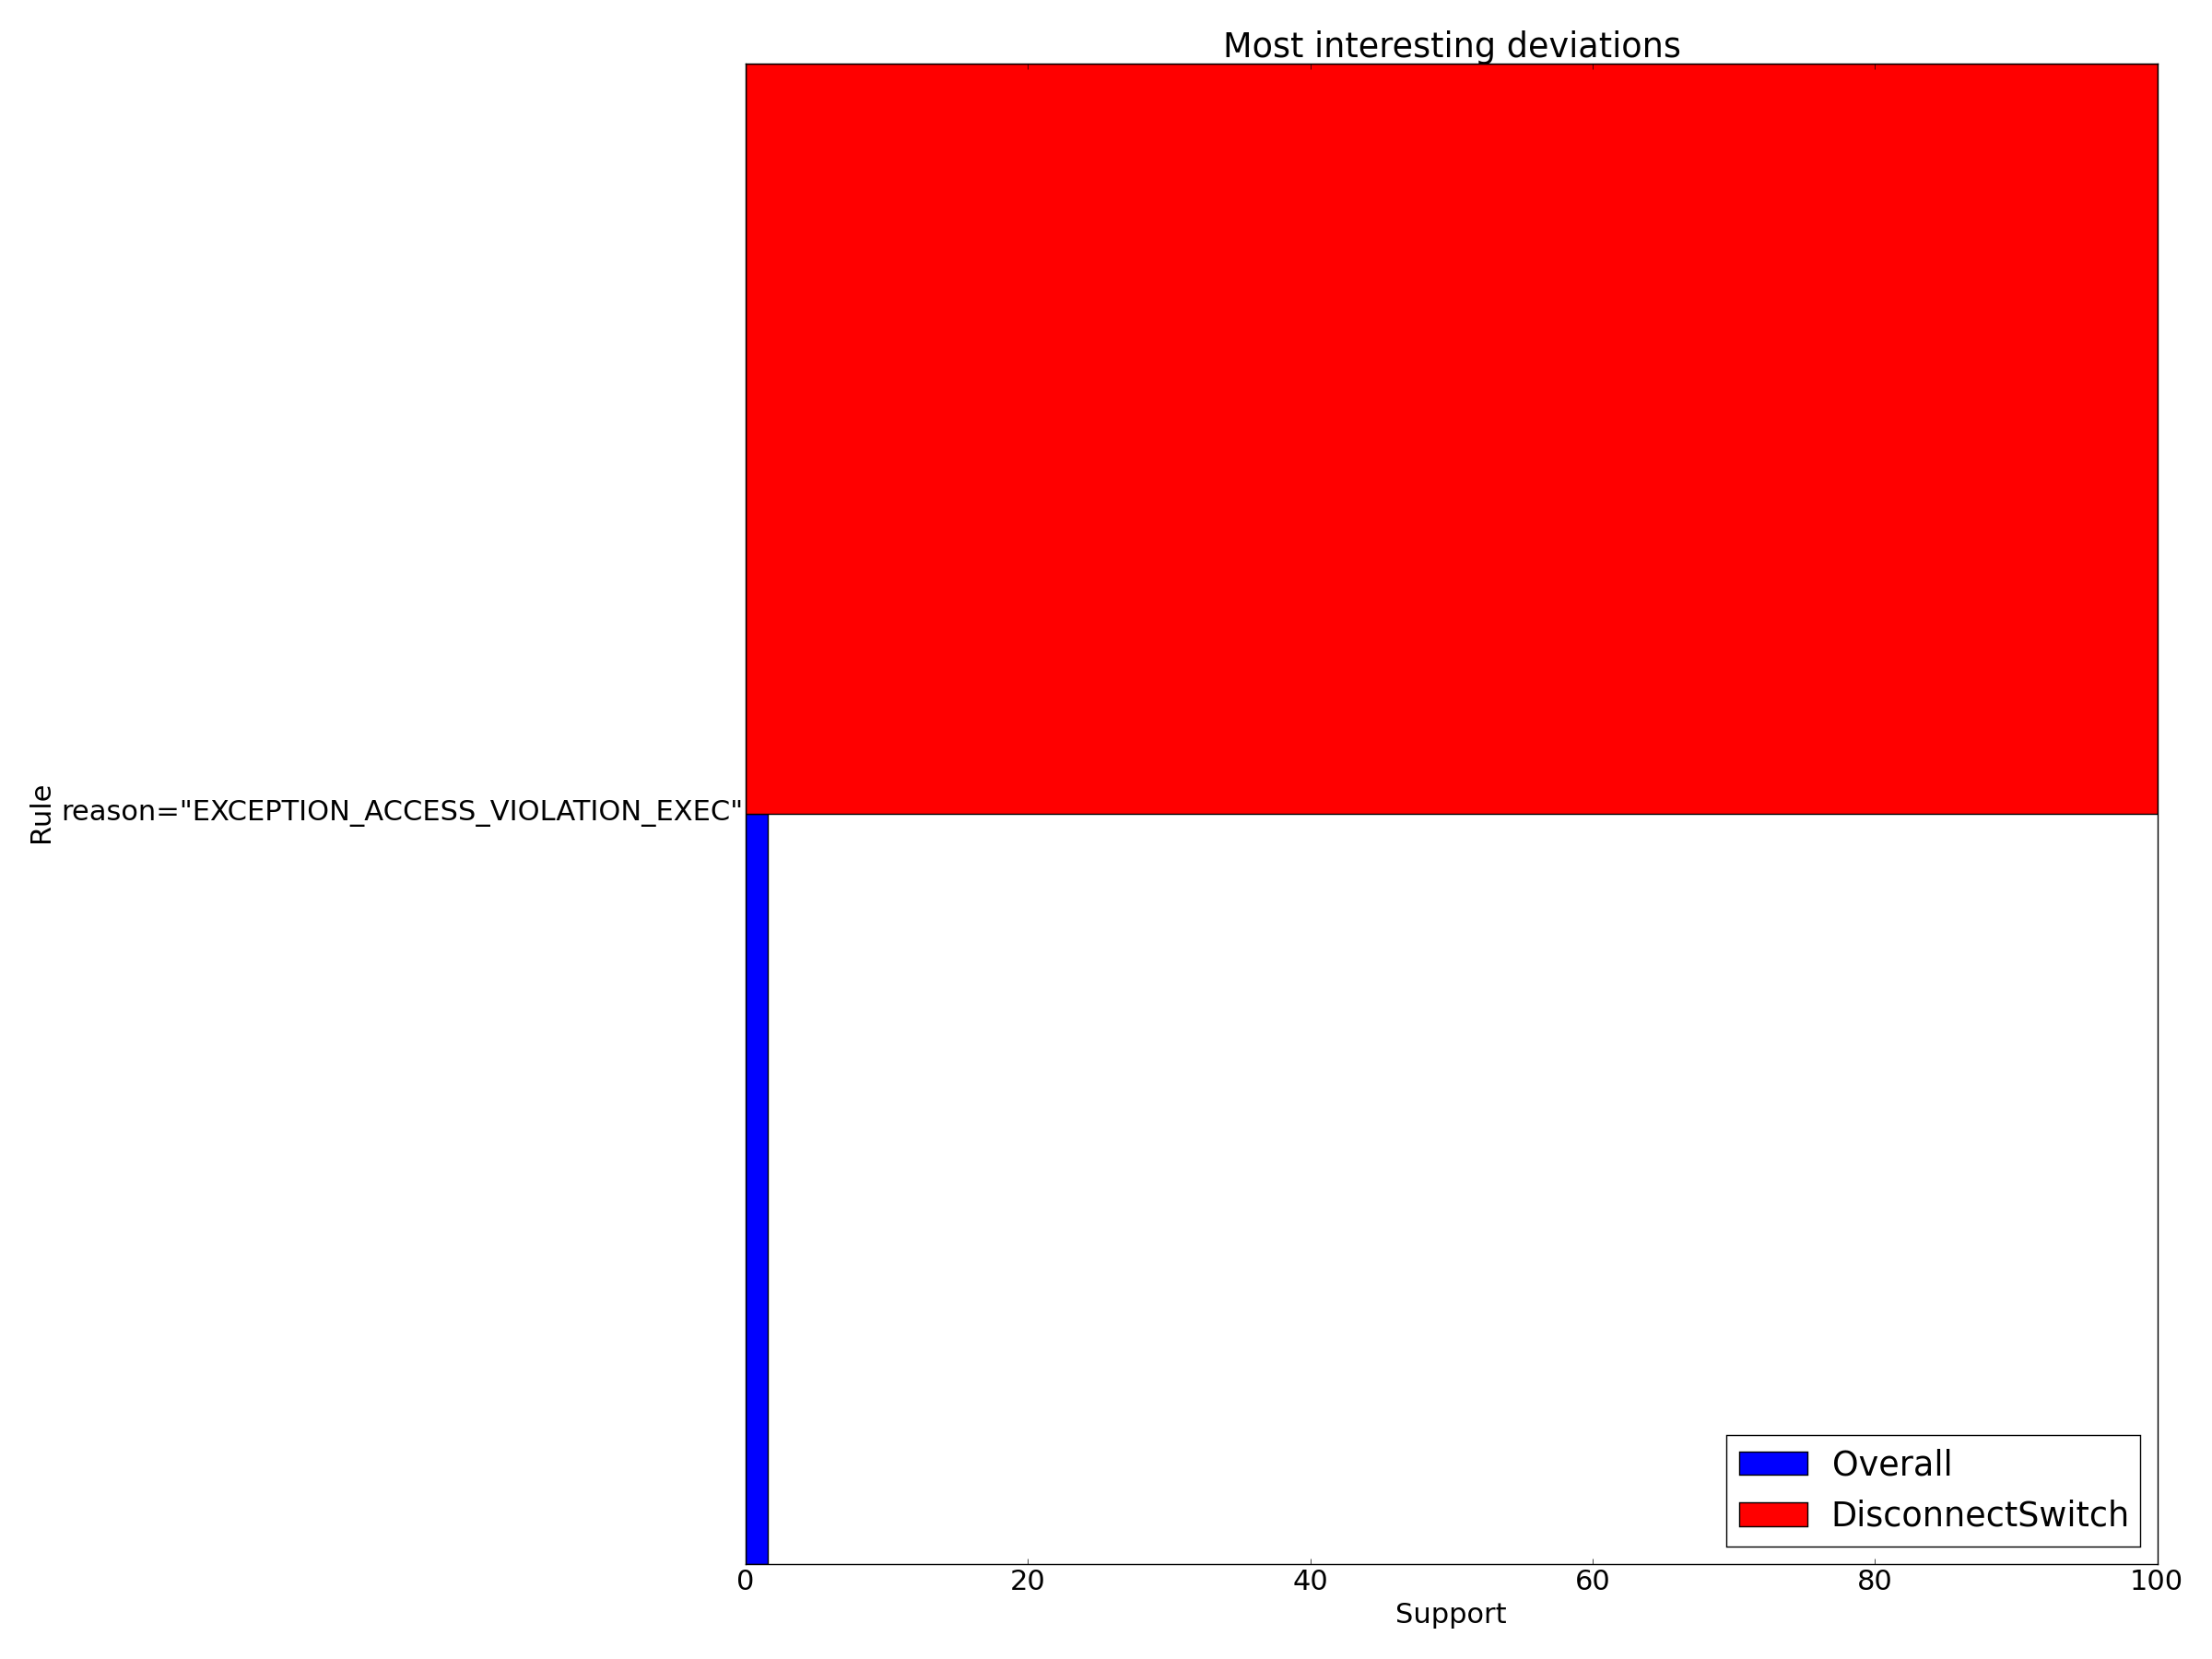 Most interesting deviations
Rule
reason="EXCEPTION_ACCESS_VIOLATION_EXEC"
Overall
DisconnectSwitch
0 20 40 60 80 100
Support